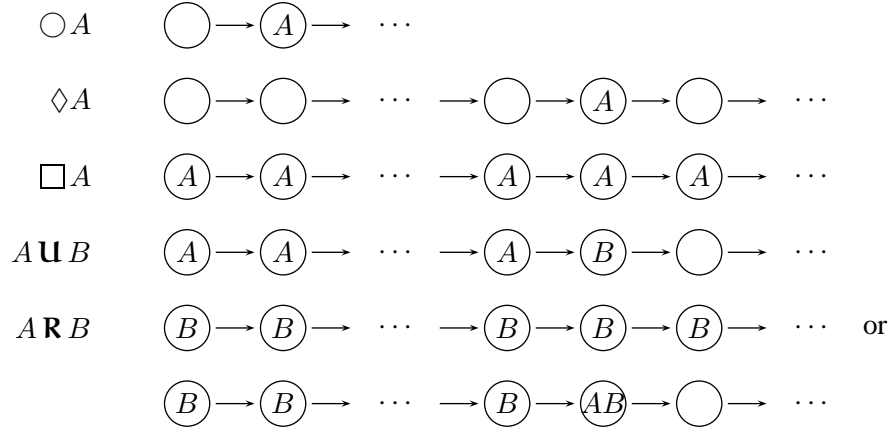 ○ A A ···
◇ A ··· A ···
□ A A A ··· A A A ···
A U B A A ··· A B ···
A R B B B ··· B B B ··· or
B B ··· B AB ···